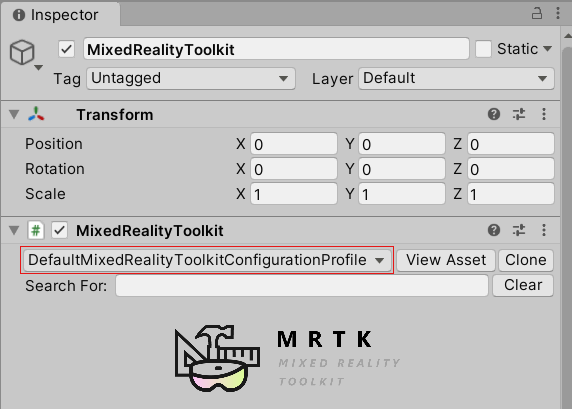 Inspector
MixedRealityToolkit Static
Tag Untagged Layer Default
Transform
Position X 0 Y 0 Z 0
Rotation X 0 Y 0 Z 0
Scale X 1 Y 1 Z 1
# MixedRealityToolkit
DefaultMixedRealityToolkitConfigurationProfile View Asset Clone
Search For: Clear
MRTK
MIXED REALITY
TOOLKIT